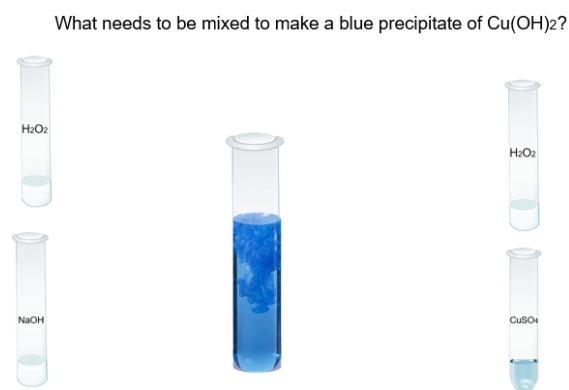 What needs to be mixed to make a blue precipitate of Cu(OH)2?
H2O2
H2O2
NaOH
CuSO4